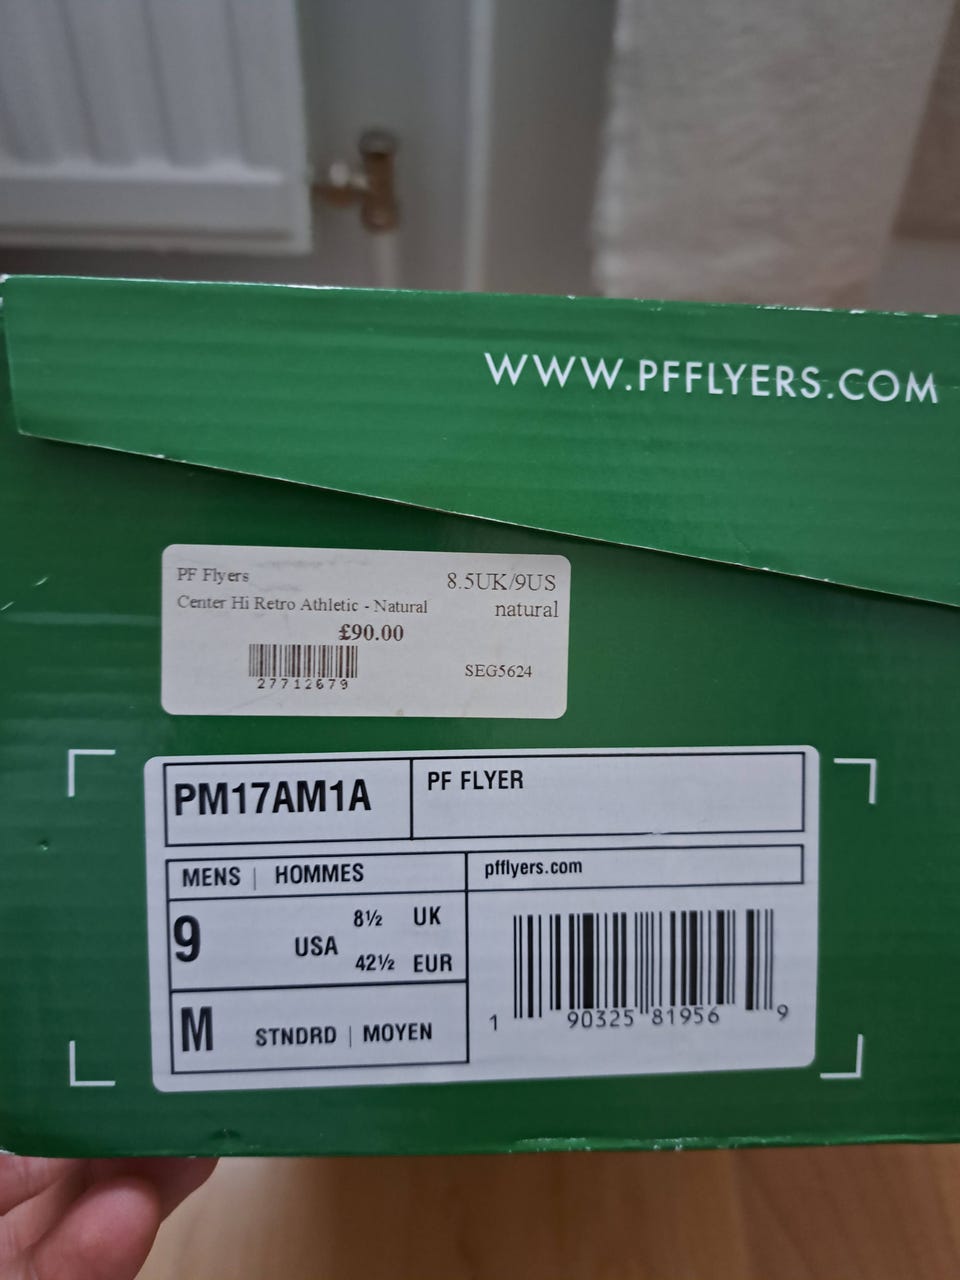 WWW.PFFLYERS.COM
PF Flyers
8.5UK/9US
Center Hi Retro Athletic - Natural
natural
£90.00
27712679
SEG5624
PM17AM1A
PF FLYER
MENS | HOMMES
pfflyers.com
9 USA
8½ UK
42½ EUR
M STNDRD | MOYEN
1 90325 81956 9